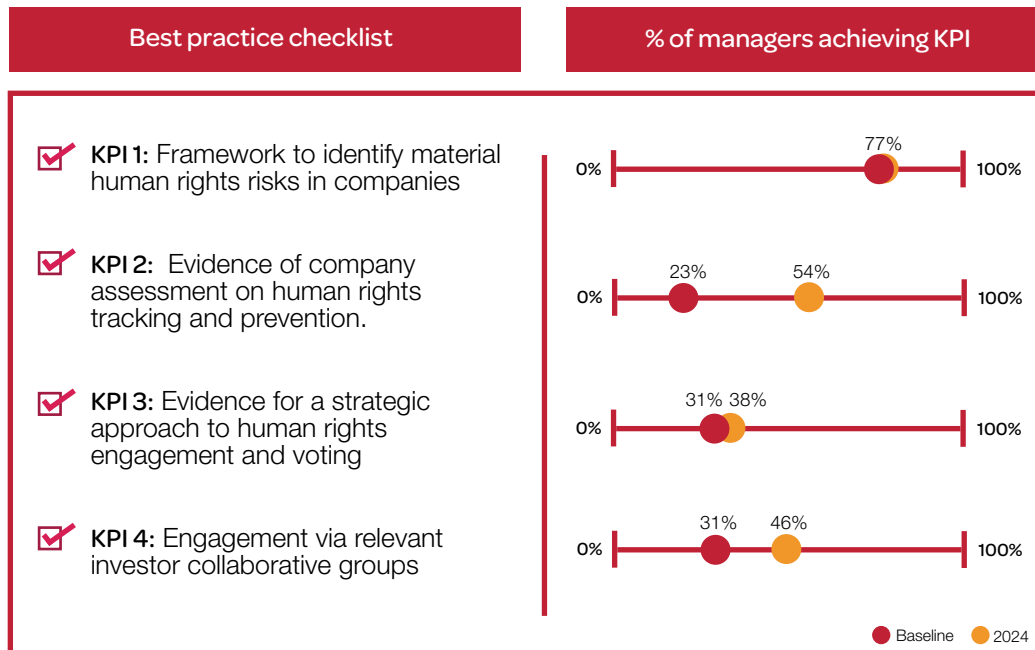 Best practice checklist
% of managers achieving KPI
KPI 1: Framework to identify material
human rights risks in companies
77%
0%
100%
KPI 2: Evidence of company
assessment on human rights
tracking and prevention.
23%
54%
0%
100%
KPI 3: Evidence for a strategic
approach to human rights
engagement and voting
31% 38%
0%
100%
KPI 4: Engagement via relevant
investor collaborative groups
31%
46%
0%
100%
Baseline
2024